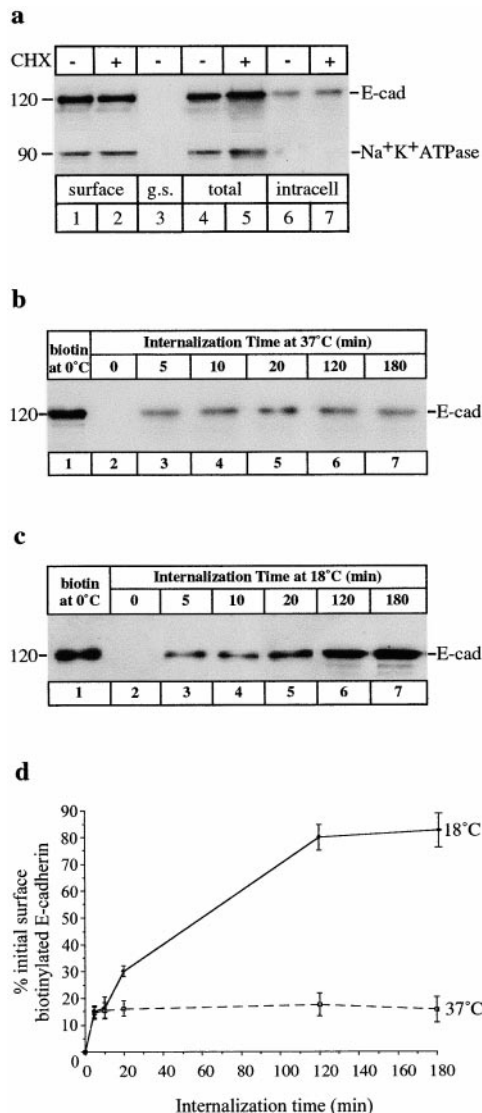 a
CHX - + - - + - +
120 E-cad
90 Na+K+ATPase
surface g.s. total intracell
1 2 3 4 5 6 7
b
biotin at 0°C Internalization Time at 37°C (min)
0 5 10 20 120 180
120 E-cad
1 2 3 4 5 6 7
c
biotin at 0°C Internalization Time at 18°C (min)
0 5 10 20 120 180
120 E-cad
1 2 3 4 5 6 7
d
% initial surface
biotinylated E-cadherin
90
80
70
60
50
40
30
20
10
0
18°C
37°C
0 20 40 60 80 100 120 140 160 180
Internalization time (min)